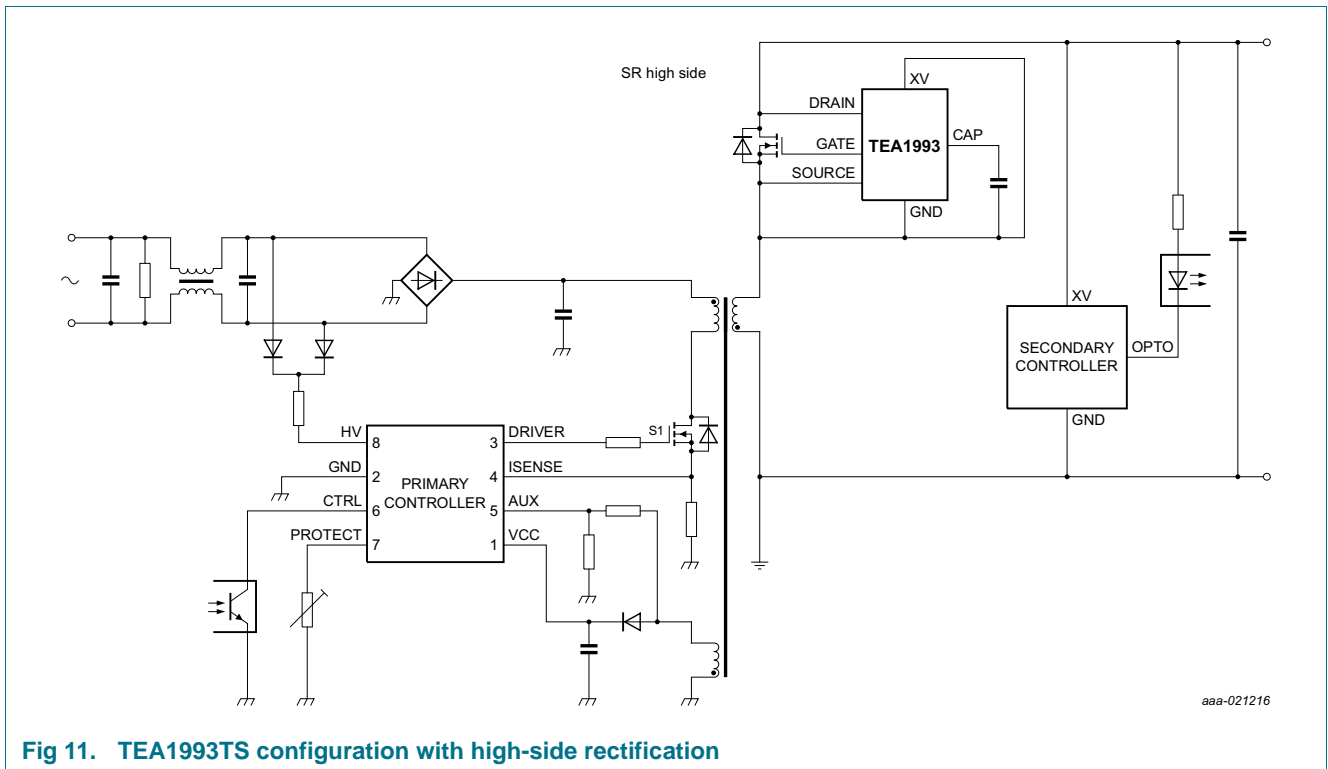 SR high side
XV
DRAIN
GATE
TEA1993
CAP
SOURCE
GND
XV
SECONDARY
CONTROLLER
OPTO
GND
HV
8
3
DRIVER
S1
GND
2
4
ISENSE
PRIMARY
CONTROLLER
CTRL
6
5
AUX
PROTECT
7
1
VCC
aaa-021216
Fig 11. TEA1993TS configuration with high-side rectification